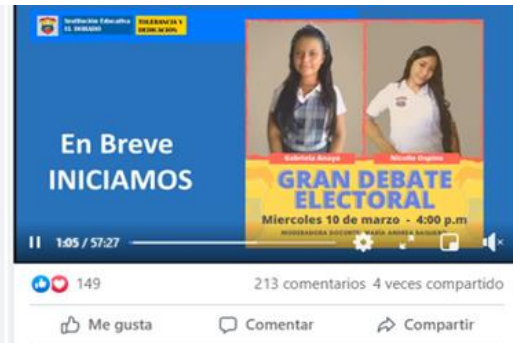 Institución Educativa
EL DORADO
TOLERANCIA Y
DEDICACIÓN
En Breve
INICIAMOS
Gabriela Anaya
Nicolle Ospino
GRAN DEBATE
ELECTORAL
Miercoles 10 de marzo - 4:00 p.m
MODERADORA DOCENTE: MARÍA ANDREA BAQUERO
1:05 / 57:27
149
213 comentarios 4 veces compartido
Me gusta
Comentar
Compartir